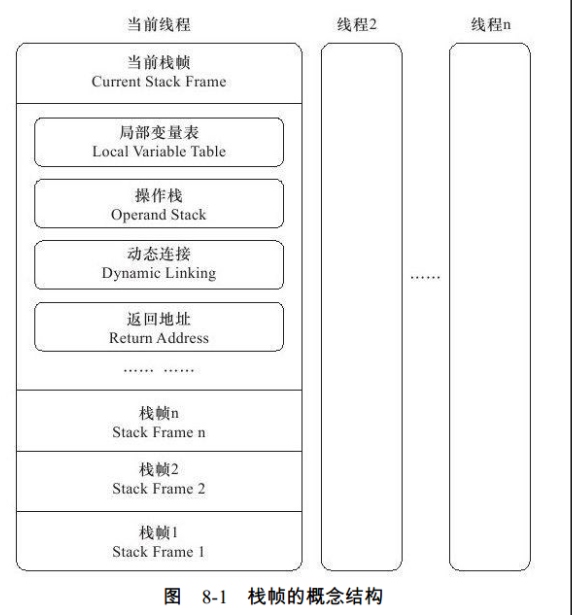 当前线程
线程2
线程n
当前栈帧
Current Stack Frame
局部变量表
Local Variable Table
操作栈
Operand Stack
动态连接
Dynamic Linking
返回地址
Return Address
…… ……
……
栈帧n
Stack Frame n
栈帧2
Stack Frame 2
栈帧1
Stack Frame 1
图 8-1 栈帧的概念结构